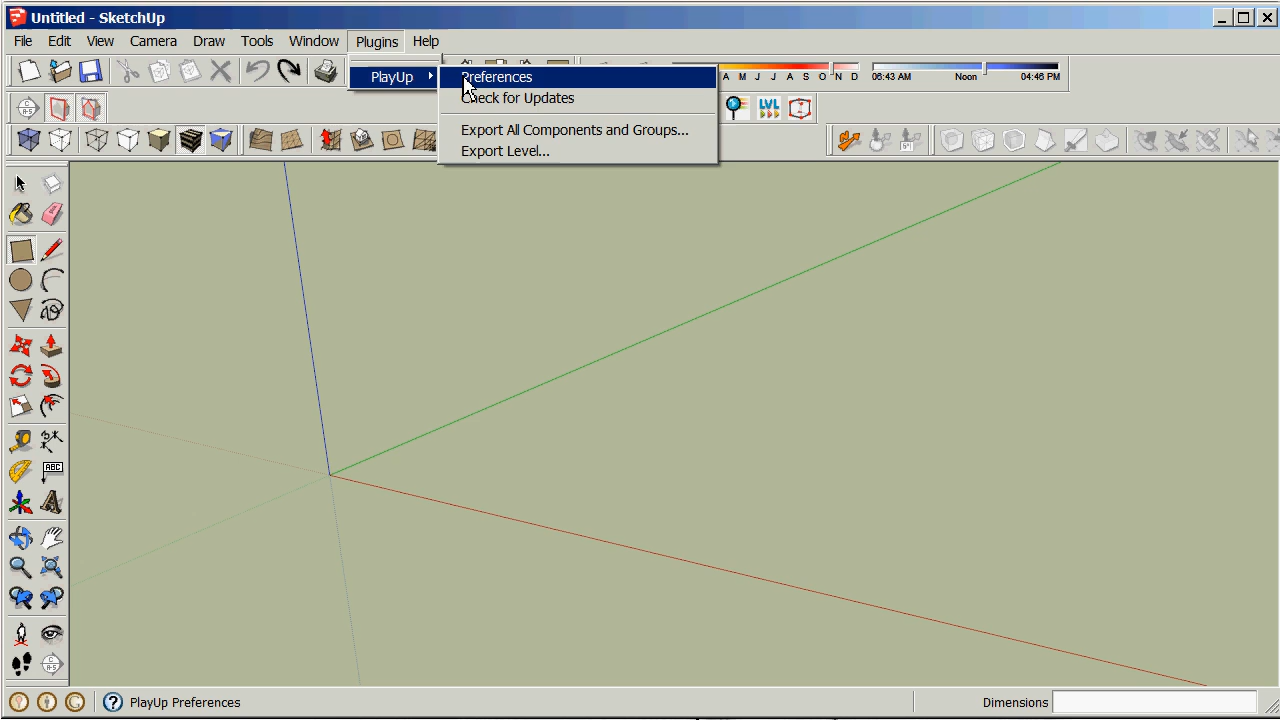 Untitled - SketchUp
File Edit View Camera Draw Tools Window Plugins Help
PlayUp Preferences
A M J J A S O N D 06:43 AM Noon 04:46 PM
Check for Updates
LVL
Export All Components and Groups...
Export Level...
ABC
PlayUp Preferences Dimensions